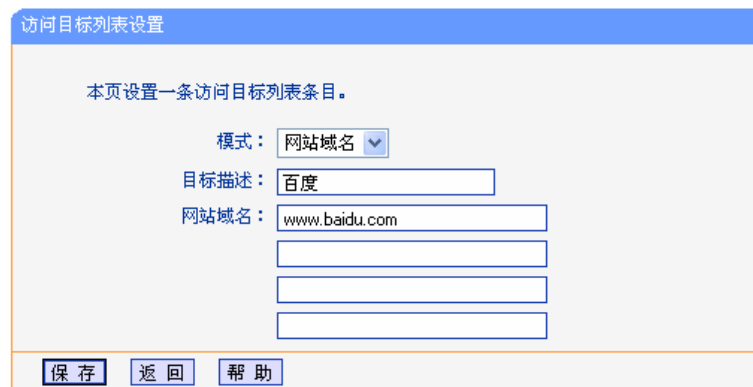 访问目标列表设置
本页设置一条访问目标列表条目。
模式： 网站域名
目标描述： 百度
网站域名： www.baidu.com
保 存 返 回 帮 助